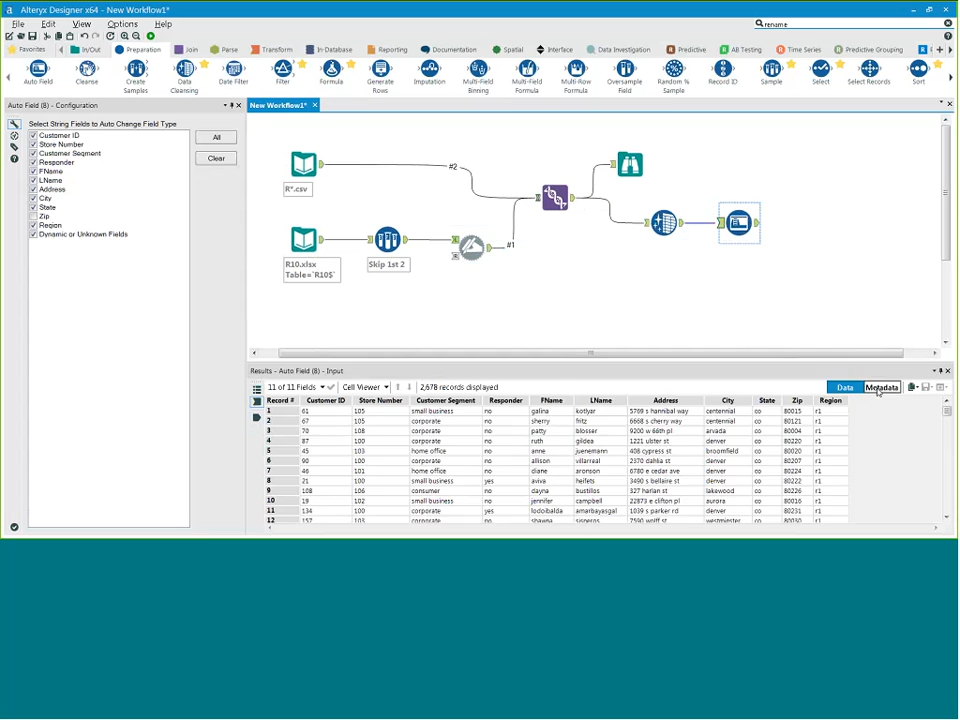 Alteryx Designer x64 - New Workflow1*
File Edit View Options Help
rename
Favorites In/Out Preparation Join Parse Transform In-Database Reporting Documentation Spatial Interface Data Investigation Predictive AB Testing Time Series Predictive Grouping
Auto Field Cleanse Create Samples Data Cleansing Date Filter Filter Formula Generate Rows Imputation Multi-Field Binning Multi-Field Formula Multi-Row Formula Oversample Field Random % Sample Record ID Sample Select Select Records Sort
Auto Field (8) - Configuration
New Workflow1*
Select String Fields to Auto Change Field Type
All
Clear
Customer ID
Store Number
Customer Segment
Responder
FName
LName
Address
City
State
Zip
Region
Dynamic or Unknown Fields
#2
R*.csv
#1
R10.xlsx
Table=`R10$`
Skip 1st 2
Results - Auto Field (8) - Input
11 of 11 Fields Cell Viewer 2,678 records displayed Data Metadata
Record # Customer ID Store Number Customer Segment Responder FName LName Address City State Zip Region
1 61 105 small business no galina kotlyar 5769 s hannibal way centennial co 80015 r1
2 67 105 corporate no sherry fritz 6668 s cherry way centennial co 80121 r1
3 70 108 corporate no patty blosser 9200 w 66th pl arvada co 80004 r1
4 87 100 corporate no ruth gildea 1221 ulster st denver co 80220 r1
5 45 103 home office no anne juenemann 408 cypress st broomfield co 80020 r1
6 90 100 corporate no allison villarreal 2370 dahlia st denver co 80207 r1
7 46 101 home office no diane aronson 6780 e cedar ave denver co 80224 r1
8 21 100 small business yes aviva heifets 3490 s bellaire st denver co 80222 r1
9 108 106 consumer no dayna bustillos 327 harlan st lakewood co 80226 r1
10 19 102 small business no jennifer campbell 22873 e clifton pl aurora co 80016 r1
11 134 100 corporate yes lodoibalda amarbayasgal 1039 s parker rd denver co 80231 r1
12 157 103 corporate no shawna sisneros 7590 wolff st westminster co 80030 r1